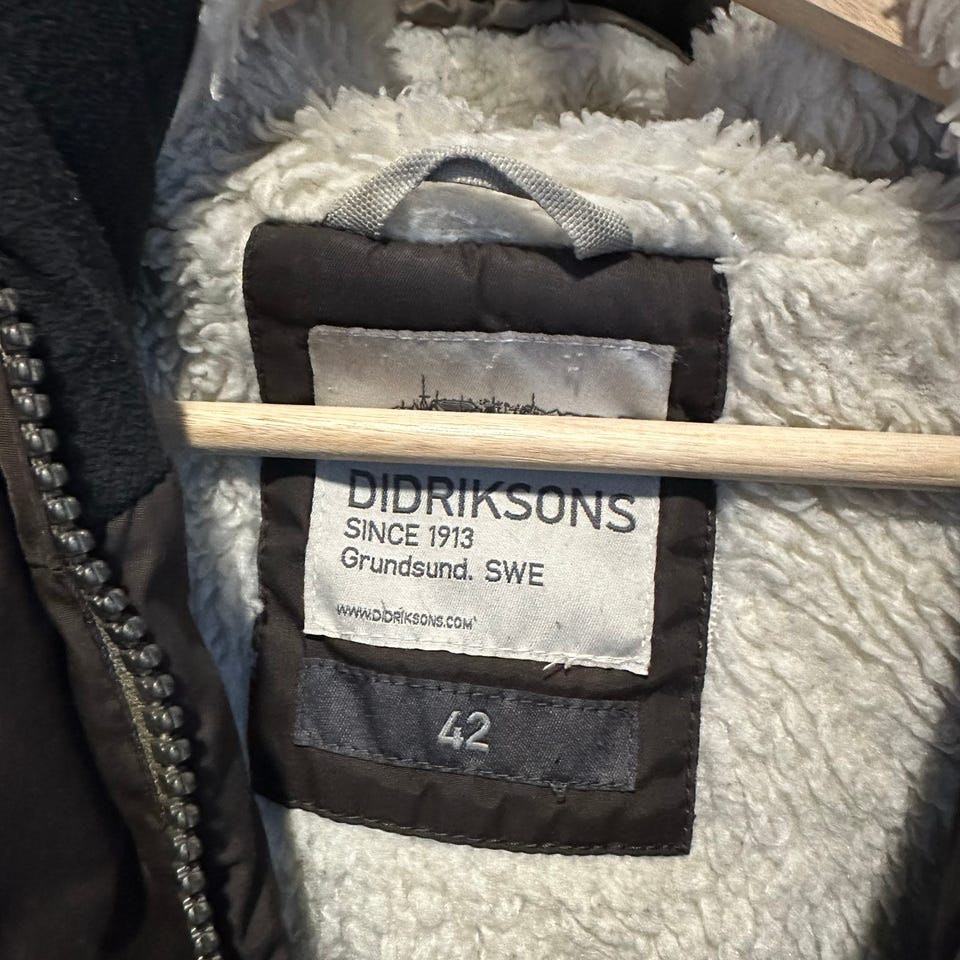 DIDRIKSONS
SINCE 1913
Grundsund. SWE
WWW.DIDRIKSONS.COM
42